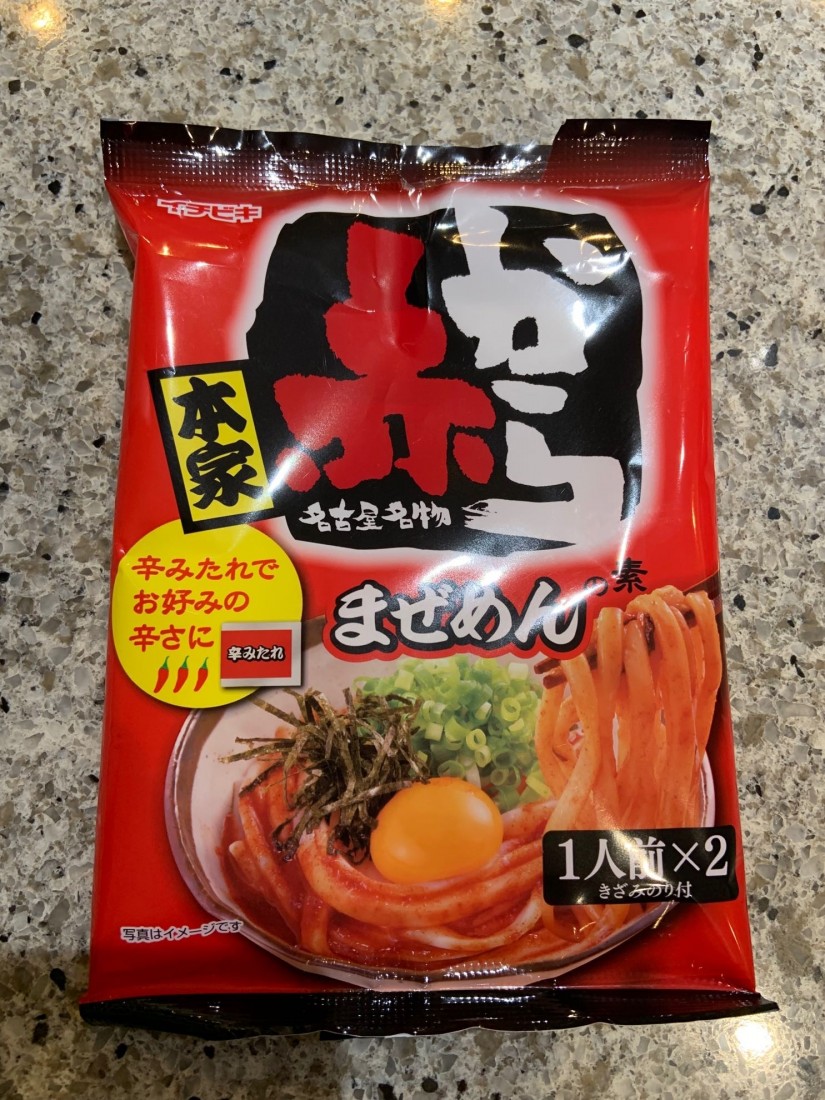 イチビキ
赤から
本家
名古屋名物
辛みたれで
お好みの
辛さに
辛みたれ
まぜめんの素
1人前×2
きざみのり付
写真はイメージです